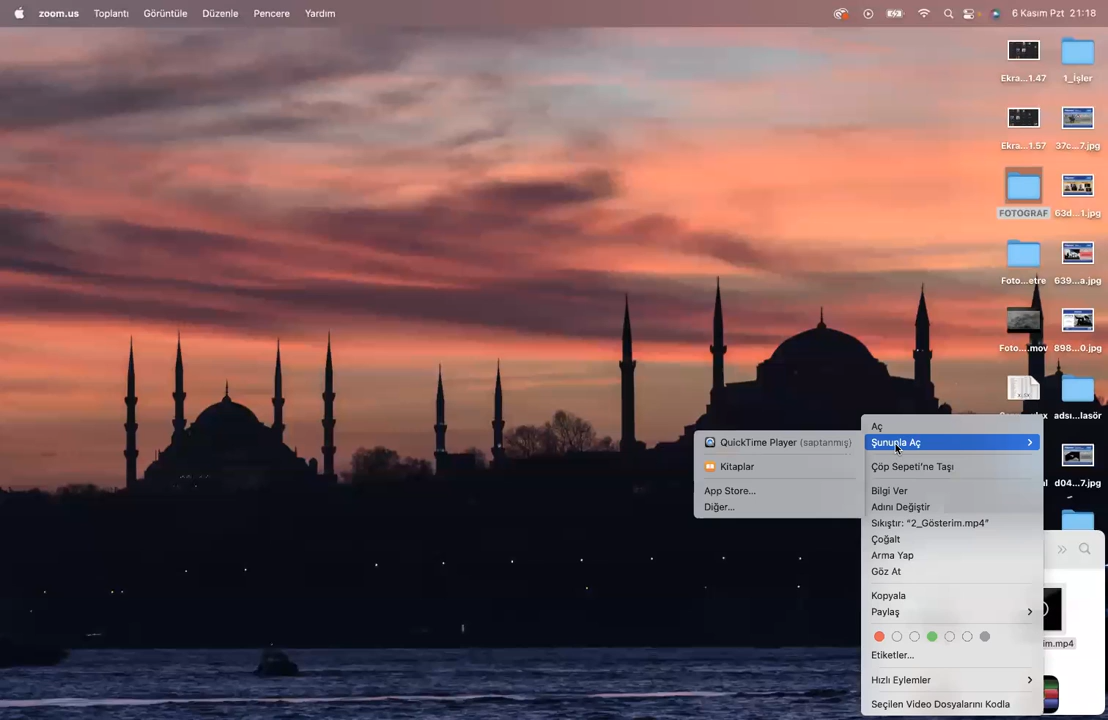 zoom.us Toplantı Görüntüle Düzenle Pencere Yardım 6 Kasım Pzt 21:18
Ekra...1.47 1_İşler
Ekra...1.57 37c...7.jpg
FOTOGRAF 63d...1.jpg
Foto...etre 639...a.jpg
Foto....mov 898...0.jpg
adsı...lasör
d04...7.jpg
Aç
Şununla Aç
Çöp Sepeti'ne Taşı
Bilgi Ver
Adını Değiştir
Sıkıştır: "2_Gösterim.mp4"
Çoğalt
Arma Yap
Göz At
Kopyala
Paylaş
Etiketler...
Hızlı Eylemler
Seçilen Video Dosyalarını Kodla
QuickTime Player (saptanmış)
Kitaplar
App Store...
Diğer...
im.mp4